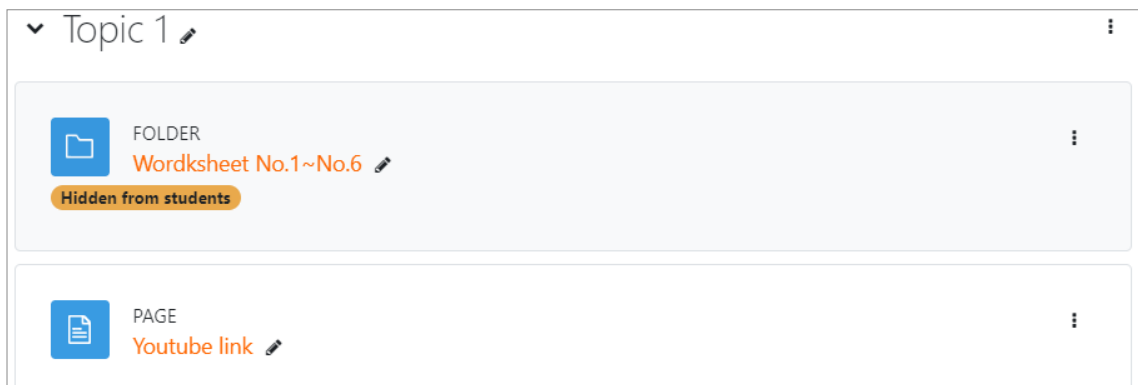 Topic 1
FOLDER
Wordksheet No.1~No.6
Hidden from students
PAGE
Youtube link